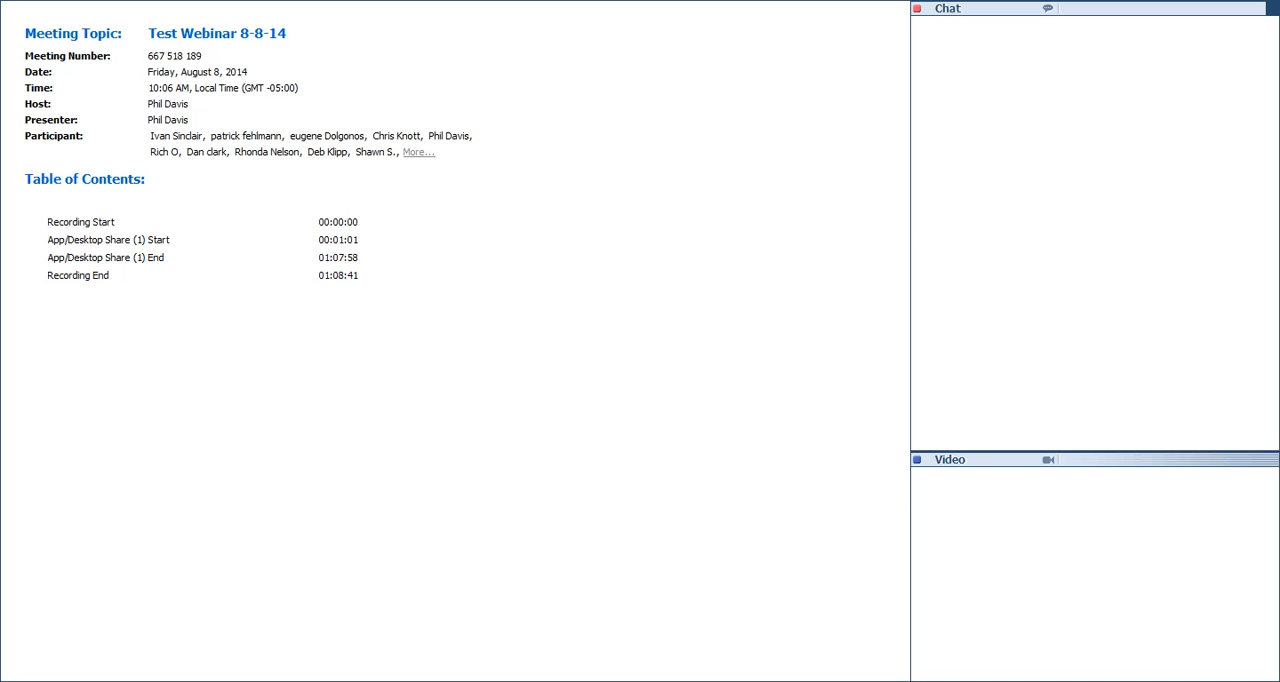 Meeting Topic: Test Webinar 8-8-14
Meeting Number: 667 518 189
Date: Friday, August 8, 2014
Time: 10:06 AM, Local Time (GMT -05:00)
Host: Phil Davis
Presenter: Phil Davis
Participant: Ivan Sinclair, patrick fehlmann, eugene Dolgonos, Chris Knott, Phil Davis,
Rich O, Dan clark, Rhonda Nelson, Deb Klipp, Shawn S., More...
Table of Contents:
Recording Start 00:00:00
App/Desktop Share (1) Start 00:01:01
App/Desktop Share (1) End 01:07:58
Recording End 01:08:41
Chat
Video